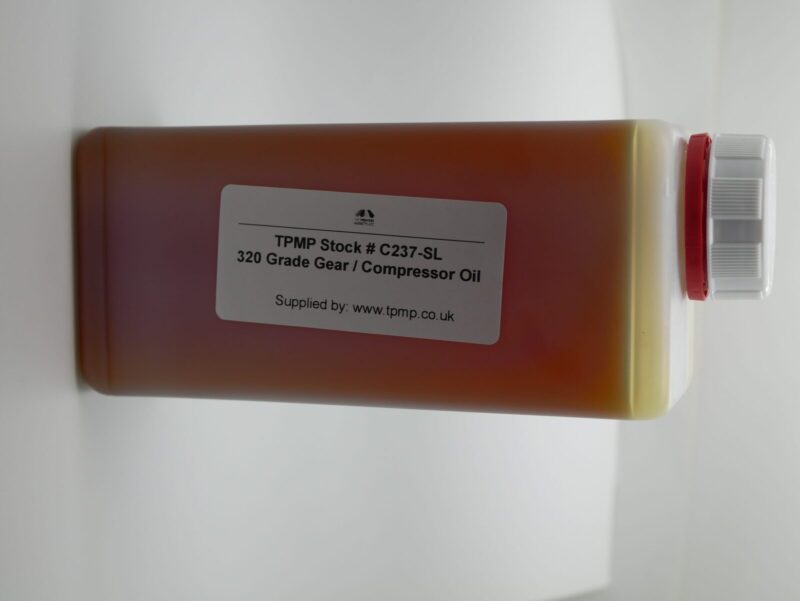 TPMP Stock # C237-SL
320 Grade Gear / Compressor Oil
Supplied by: www.tpmp.co.uk